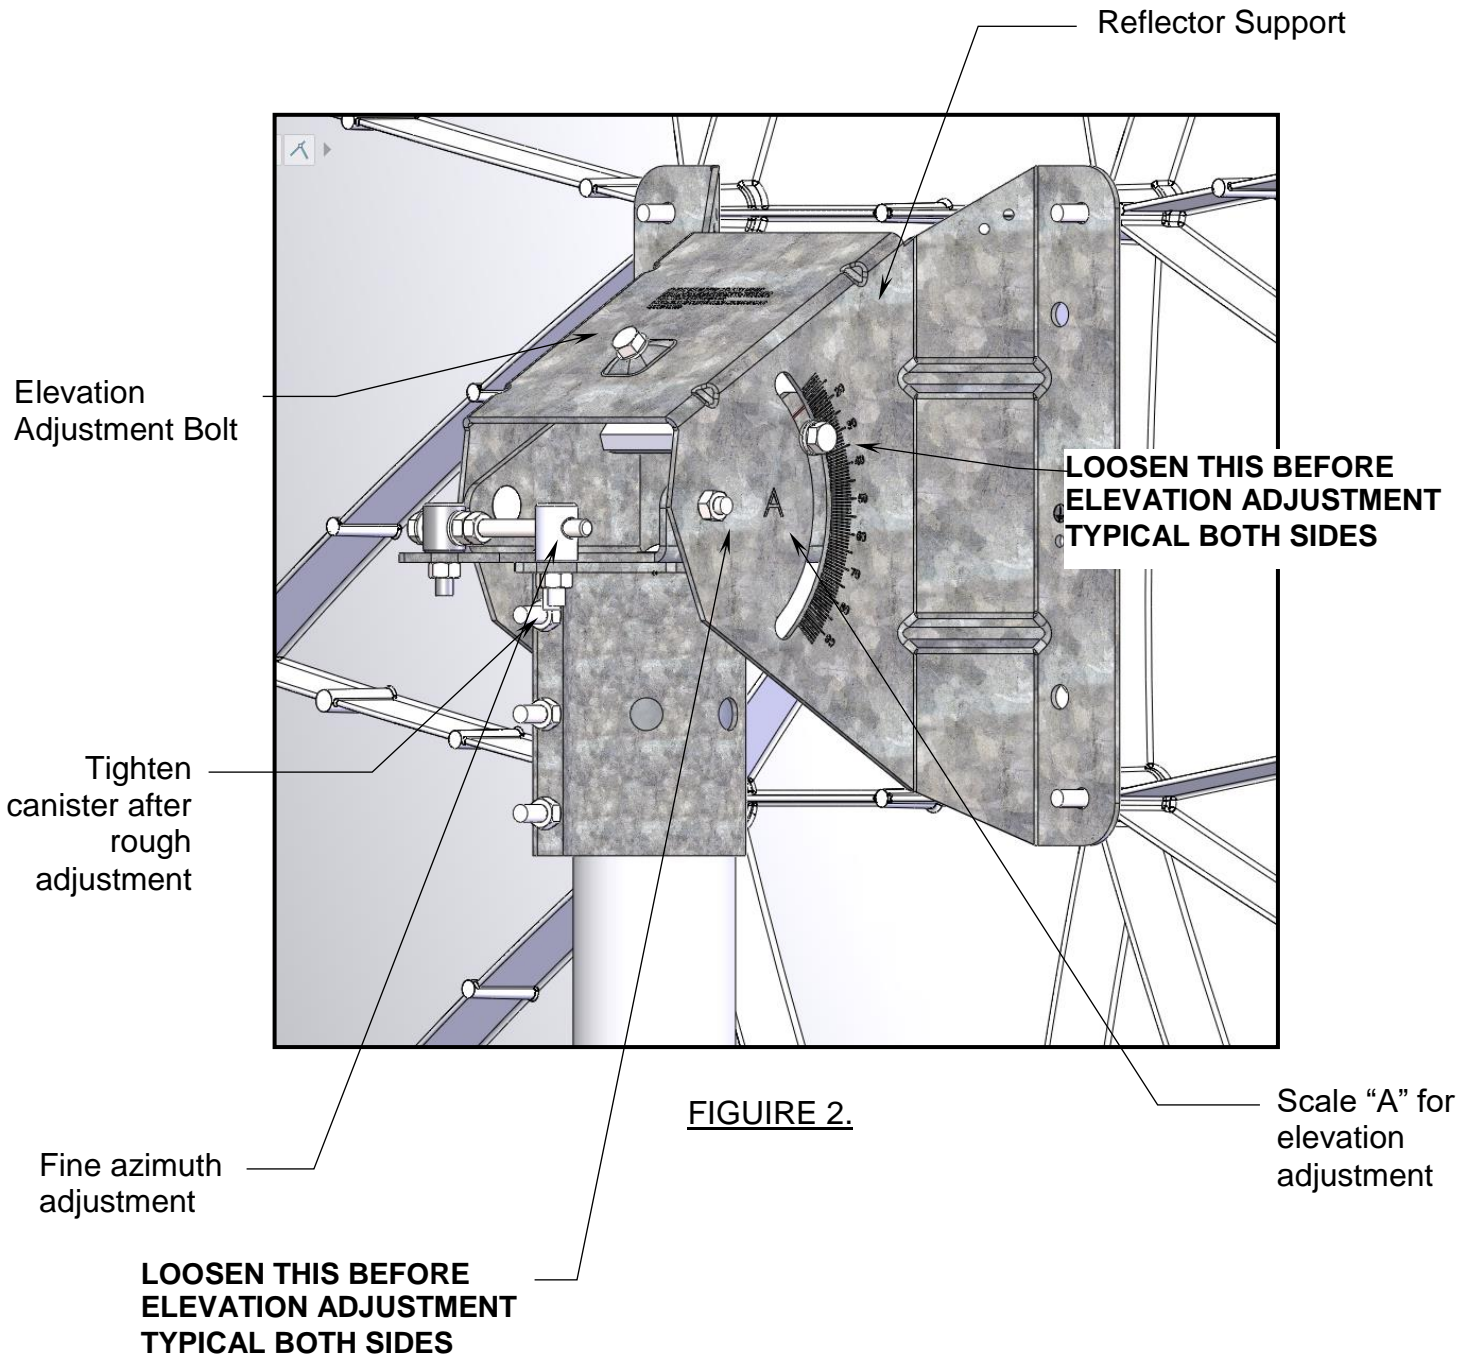 Reflector Support
Elevation
Adjustment Bolt
LOOSEN THIS BEFORE
ELEVATION ADJUSTMENT
TYPICAL BOTH SIDES
A
Tighten
canister after
rough
adjustment
FIGUIRE 2.
Scale “A” for
elevation
adjustment
Fine azimuth
adjustment
LOOSEN THIS BEFORE
ELEVATION ADJUSTMENT
TYPICAL BOTH SIDES